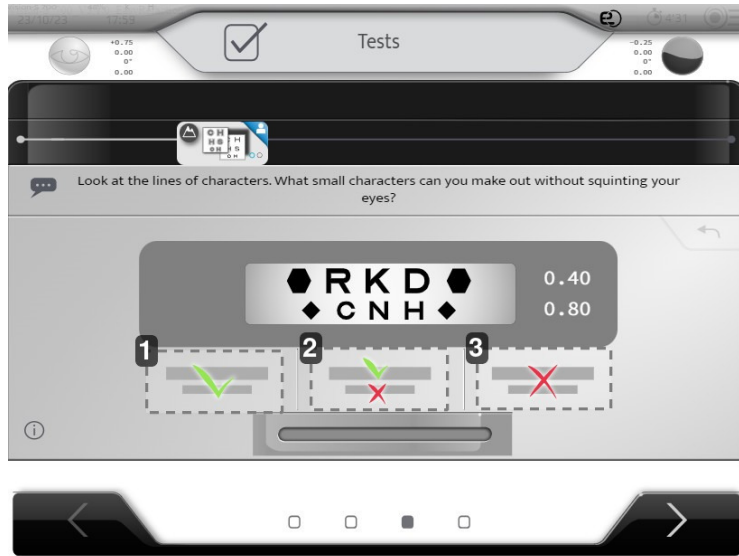 23/10/23 17:59
4:31
Tests
+0.75
0.00
0°
0.00
-0.25
0.00
0°
0.00
Look at the lines of characters. What small characters can you make out without squinting your
eyes?
R K D 0.40
C N H 0.80
1 2 3
i